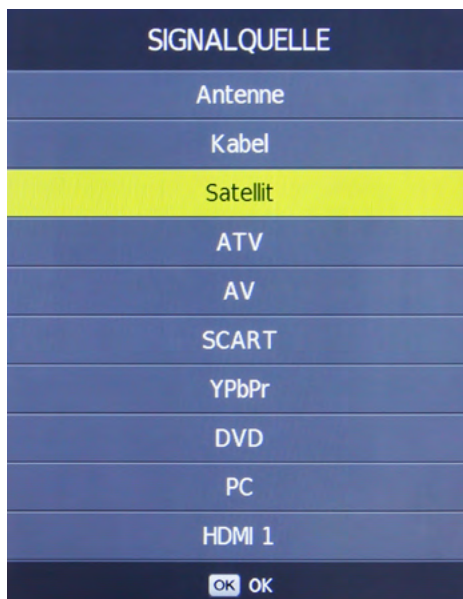 SIGNALQUELLE
Antenne
Kabel
Satellit
ATV
AV
SCART
YPbPr
DVD
PC
HDMI 1
OK OK